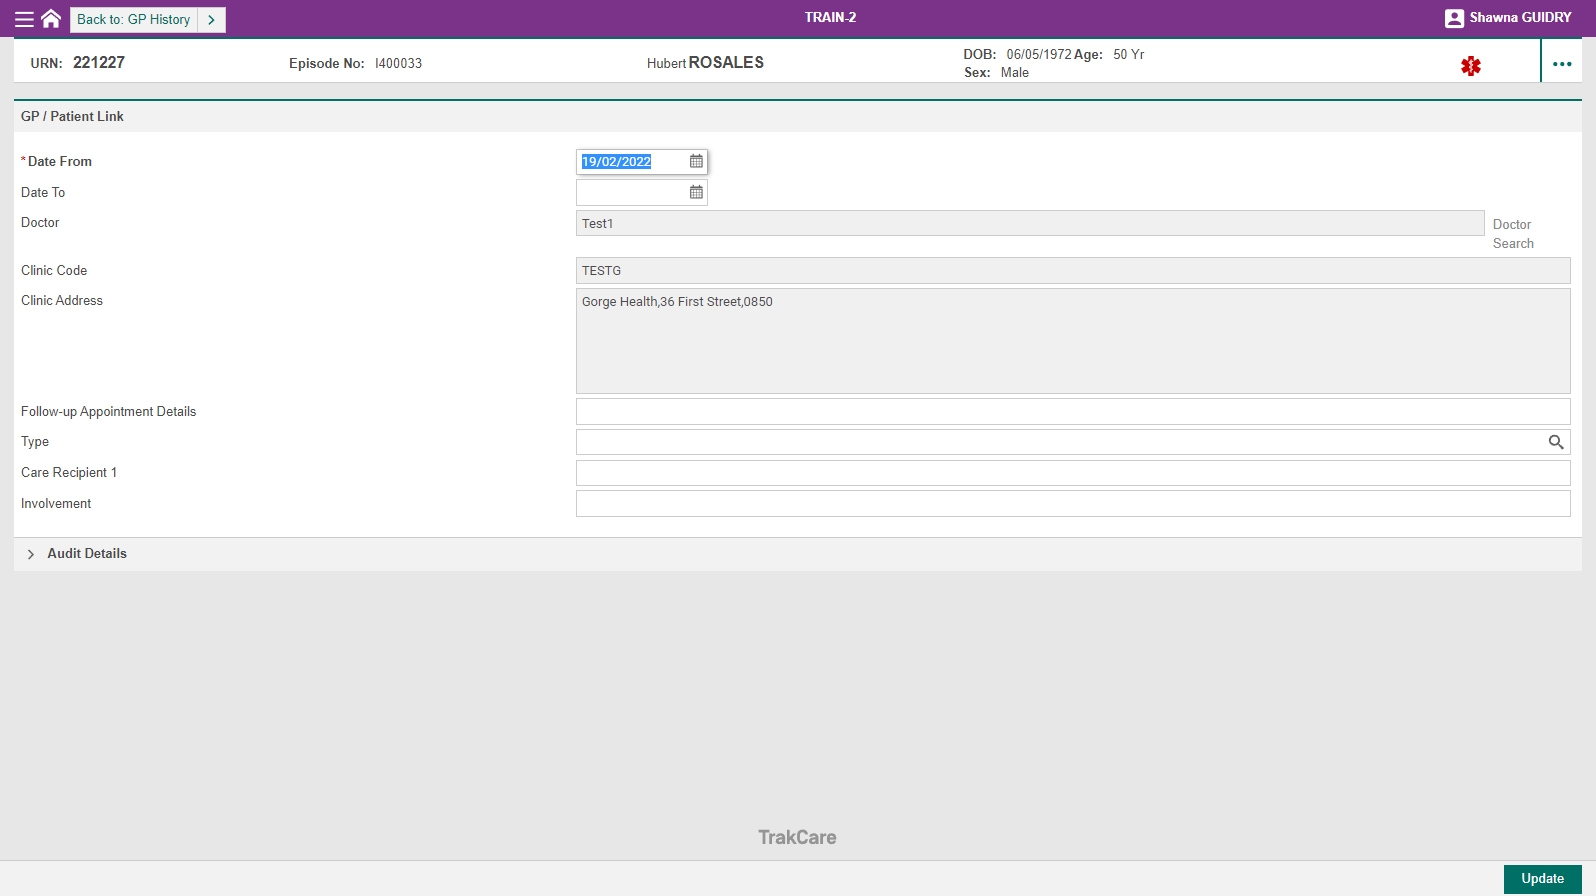 Back to: GP History
TRAIN-2
Shawna GUIDRY
URN: 221227
Episode No: I400033
Hubert ROSALES
DOB: 06/05/1972 Age: 50 Yr
Sex: Male
GP / Patient Link
*Date From 19/02/2022
Date To
Doctor Test1 Doctor Search
Clinic Code TESTG
Clinic Address Gorge Health,36 First Street,0850
Follow-up Appointment Details
Type
Care Recipient 1
Involvement
Audit Details
TrakCare
Update